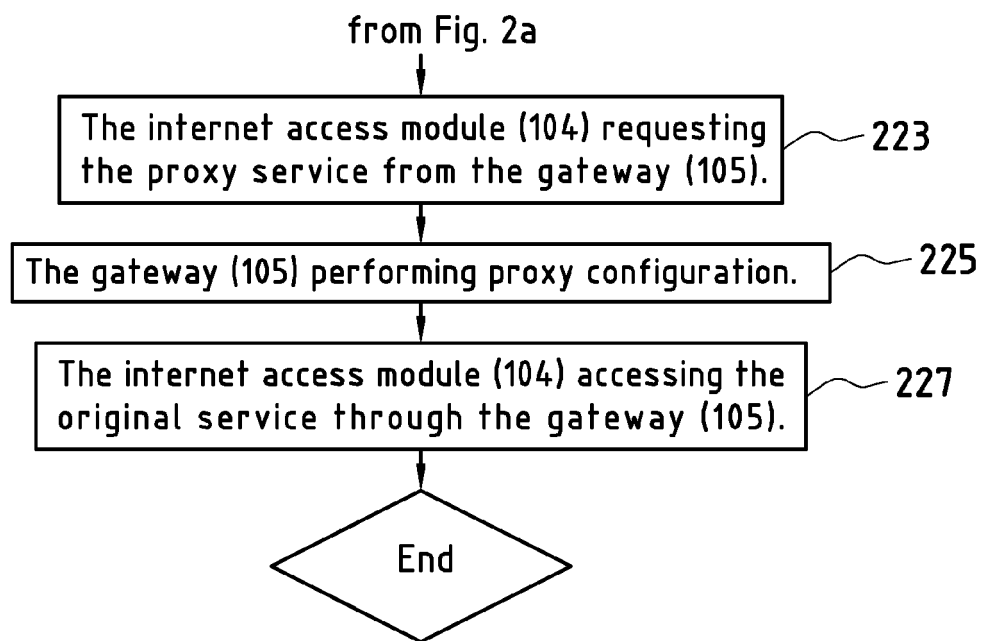 from Fig. 2a
The internet access module (104) requesting
the proxy service from the gateway (105).
223
The gateway (105) performing proxy configuration.
225
The internet access module (104) accessing the
original service through the gateway (105).
227
End